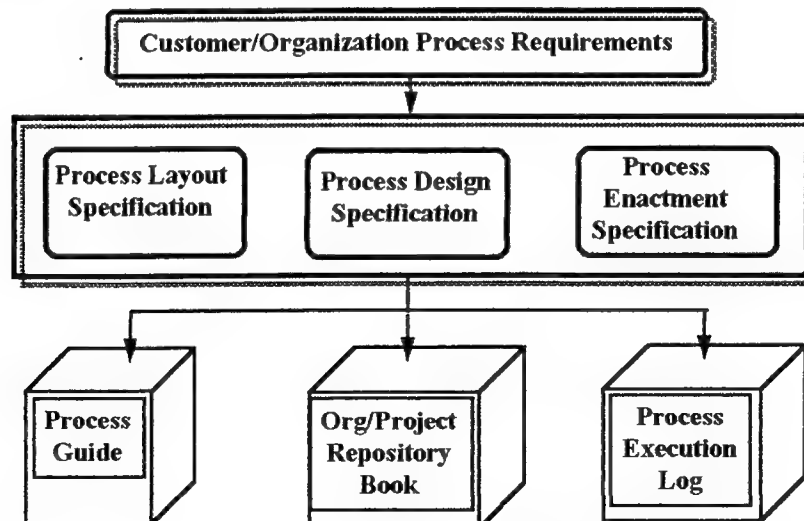 Customer/Organization Process Requirements
Process Layout
Specification
Process Design
Specification
Process
Enactment
Specification
Process
Guide
Org/Project
Repository
Book
Process
Execution
Log